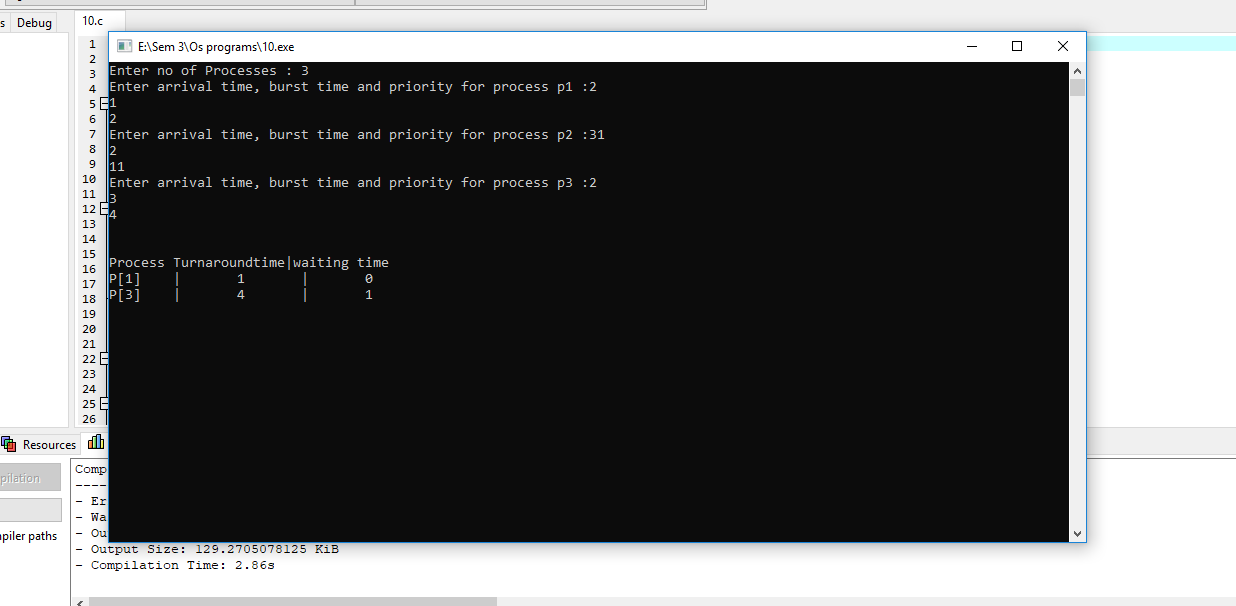 s Debug 10.c
E:\Sem 3\Os programs\10.exe
1
2
3
4
5
6
7
8
9
10
11
12
13
14
15
16
17
18
19
20
21
22
23
24
25
26
Enter no of Processes : 3
Enter arrival time, burst time and priority for process p1 :2
1
2
Enter arrival time, burst time and priority for process p2 :31
2
11
Enter arrival time, burst time and priority for process p3 :2
3
4
Process Turnaroundtime|waiting time
P[1] | 1 | 0
P[3] | 4 | 1
Resources
pilation
mpiler paths
Comp
----
- Er
- Wa
- Ou
- Output Size: 129.2705078125 KiB
- Compilation Time: 2.86s